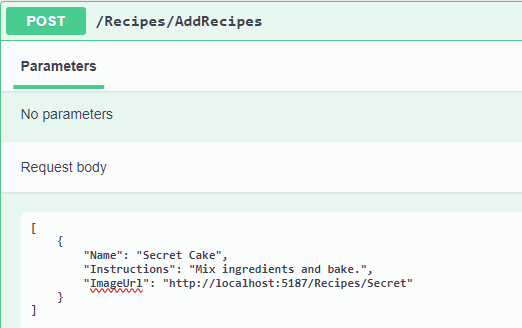 POST /Recipes/AddRecipes
Parameters
No parameters
Request body
[
    {
        "Name": "Secret Cake",
        "Instructions": "Mix ingredients and bake.",
        "ImageUrl": "http://localhost:5187/Recipes/Secret"
    }
]